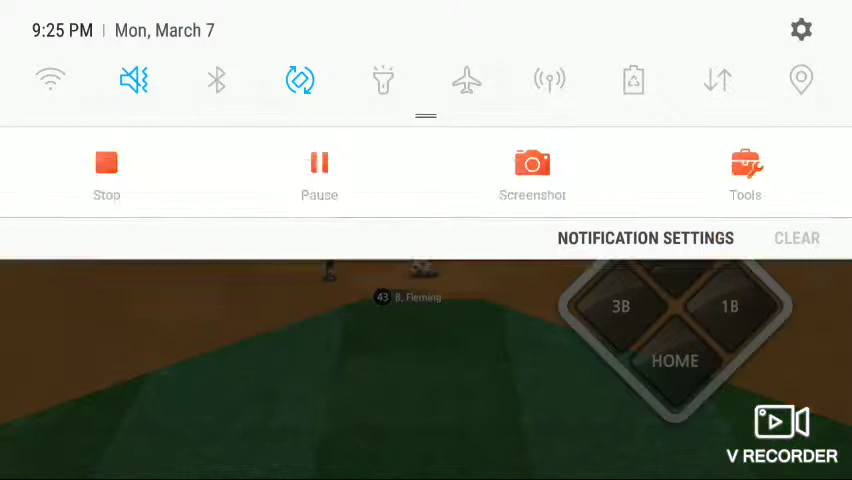 9:25 PM | Mon, March 7
Stop Pause Screenshot Tools
NOTIFICATION SETTINGS CLEAR
43 B. Fleming
3B 1B
HOME
V RECORDER